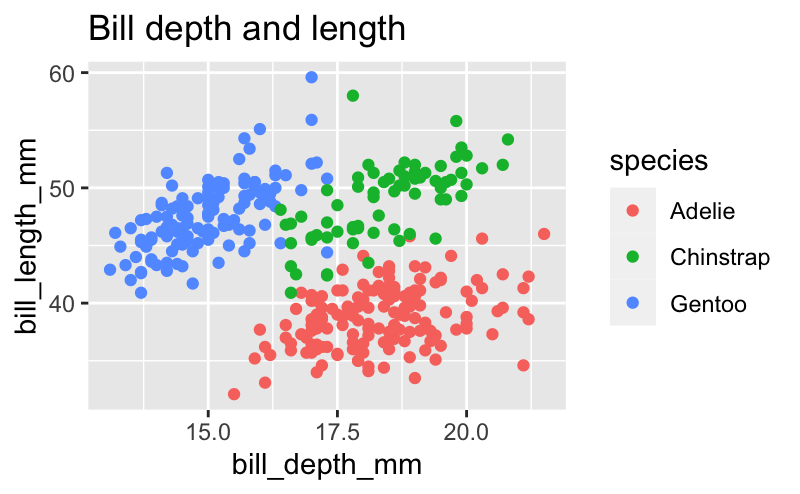 Bill depth and length
bill_length_mm
60
50
40
15.0 17.5 20.0
bill_depth_mm
species
Adelie
Chinstrap
Gentoo